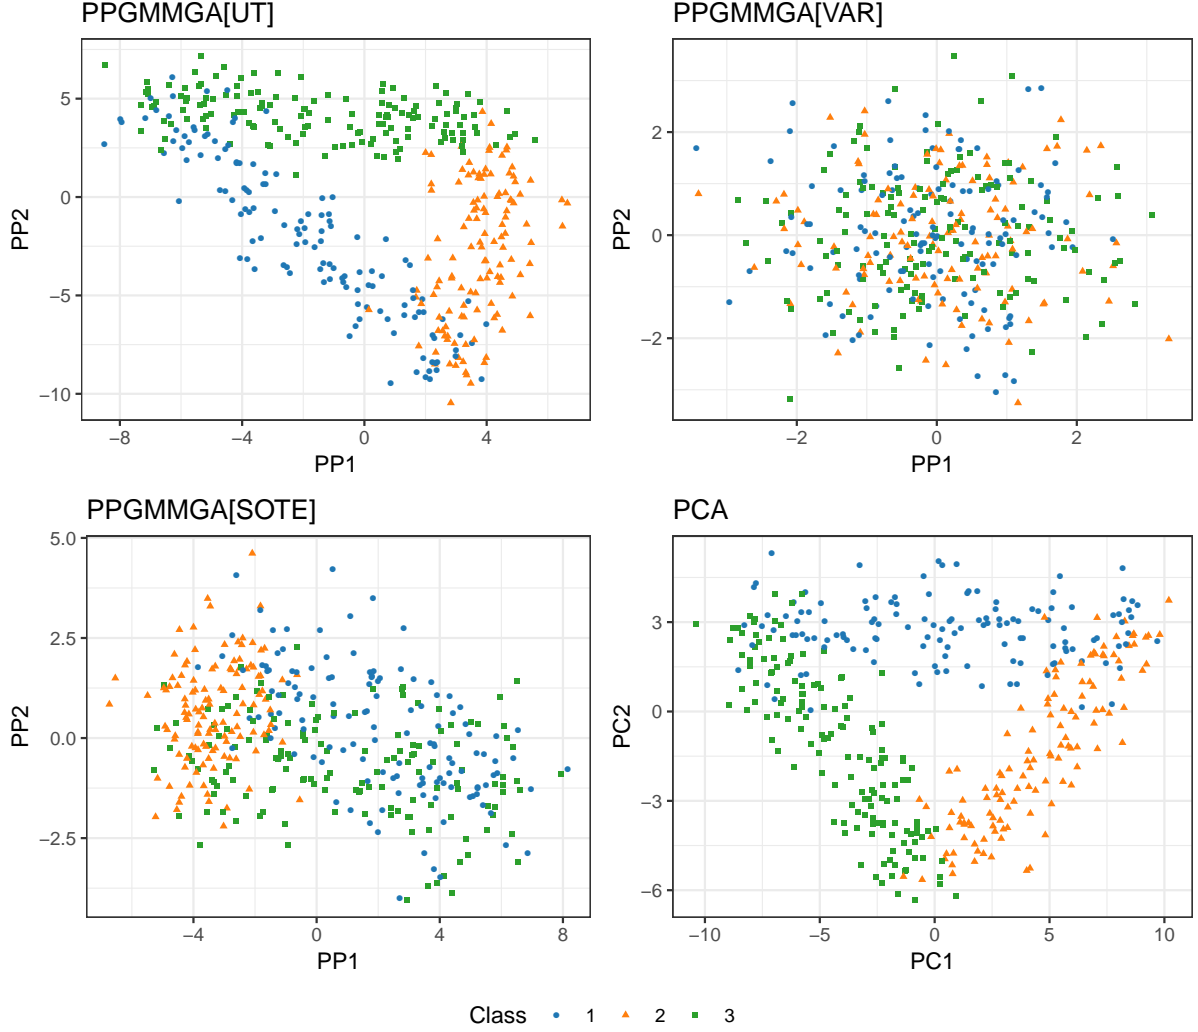 PPGMMGA[UT]
5
0
−5
−10
PP2
−8
−4
0
4
PP1
PPGMMGA[VAR]
2
0
−2
PP2
−2
0
2
PP1
PPGMMGA[SOTE]
5.0
2.5
0.0
−2.5
PP2
−4
0
4
8
PP1
PCA
3
0
−3
−6
PC2
−10
−5
0
5
10
PC1
Class 1 2 3